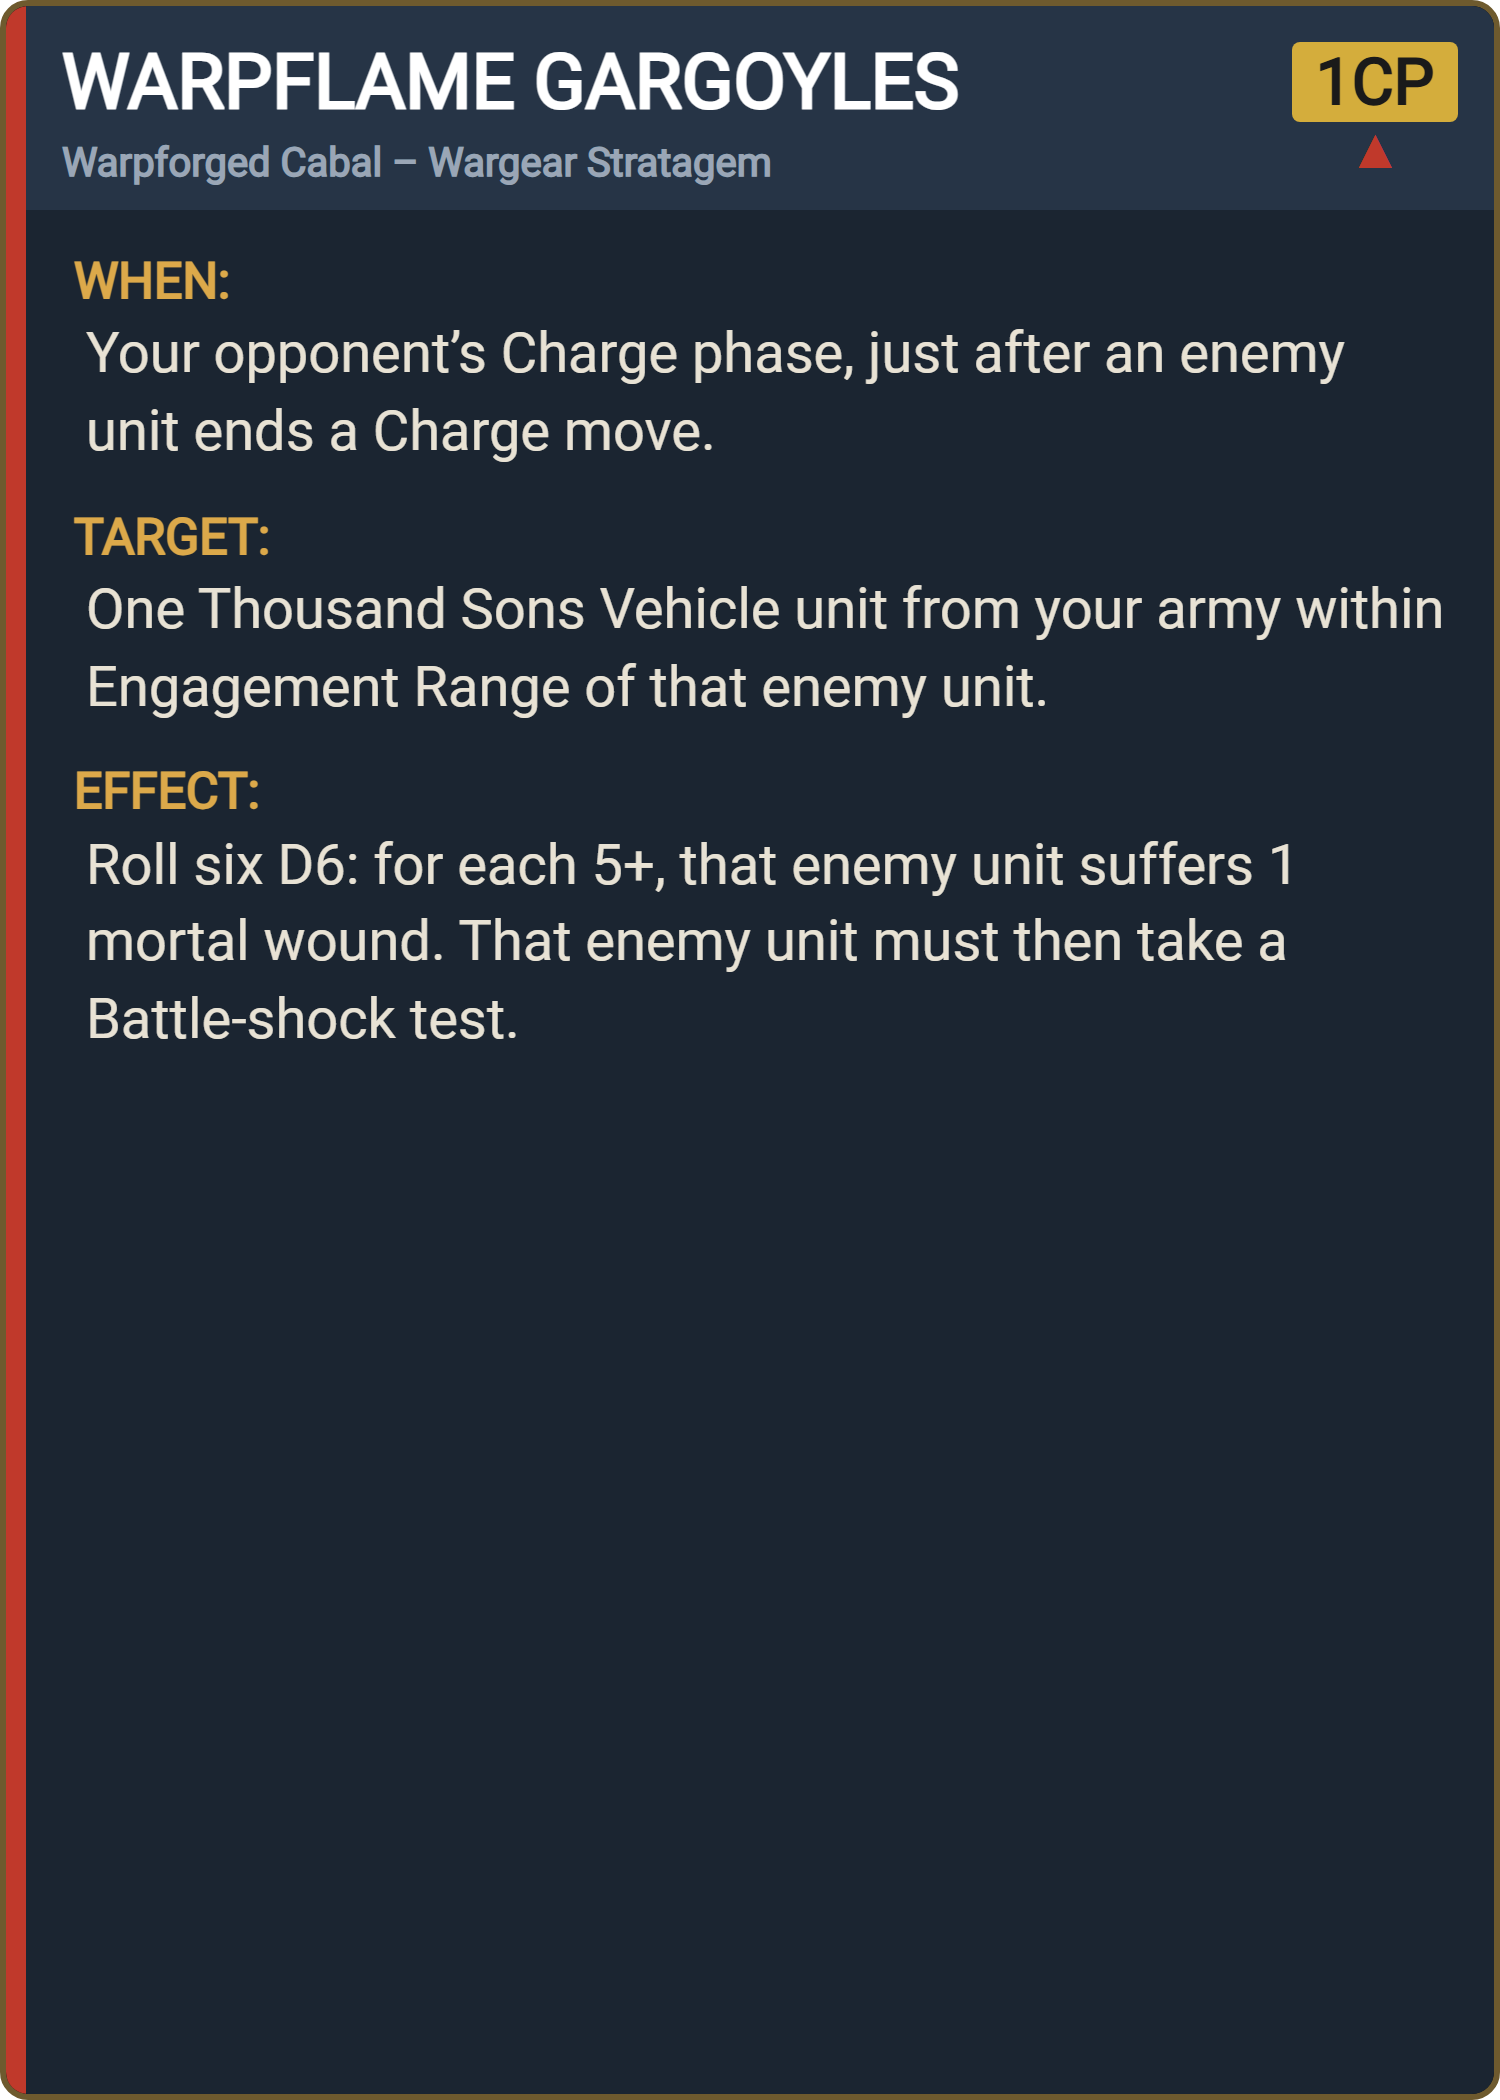 WARPFLAME GARGOYLES
1CP
Warpforged Cabal – Wargear Stratagem
WHEN:
Your opponent’s Charge phase, just after an enemy
unit ends a Charge move.
TARGET:
One Thousand Sons Vehicle unit from your army within
Engagement Range of that enemy unit.
EFFECT:
Roll six D6: for each 5+, that enemy unit suffers 1
mortal wound. That enemy unit must then take a
Battle-shock test.